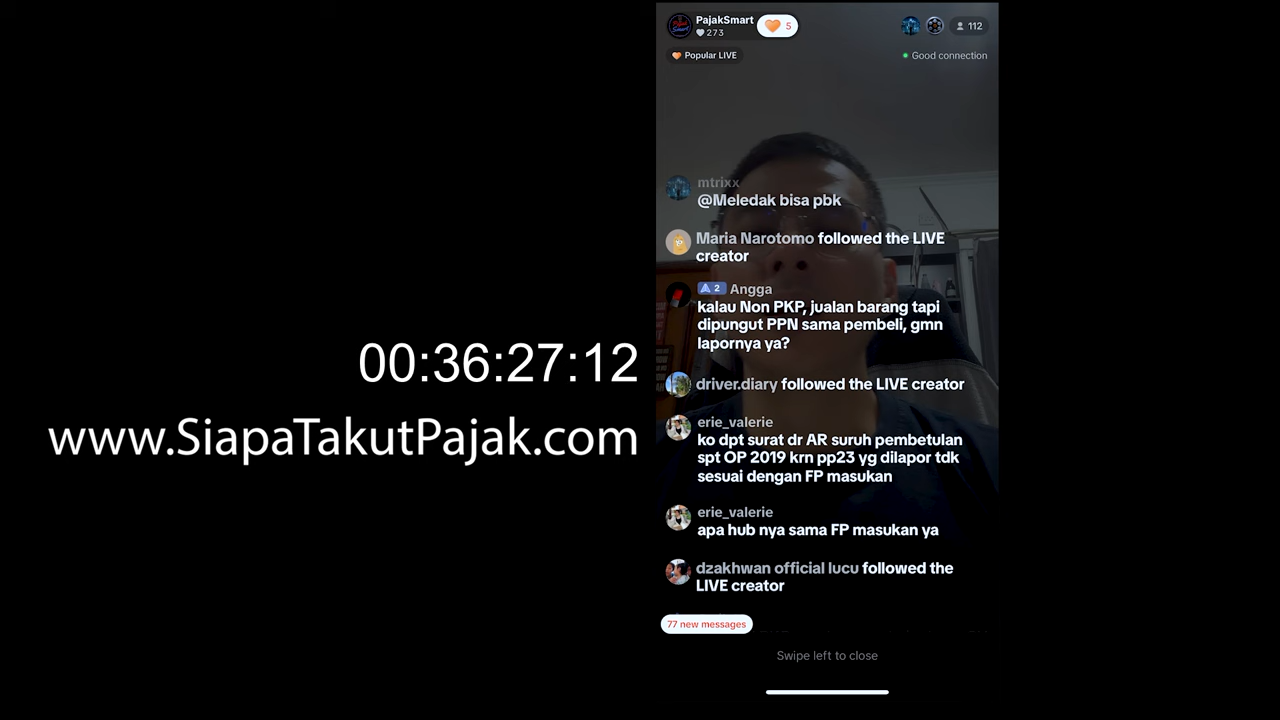 PajakSmart
273
5
112
Popular LIVE
Good connection
mtrixx
@Meledak bisa pbk
Maria Narotomo followed the LIVE
creator
2 Angga
kalau Non PKP, jualan barang tapi
dipungut PPN sama pembeli, gmn
lapornya ya?
driver.diary followed the LIVE creator
erie_valerie
ko dpt surat dr AR suruh pembetulan
spt OP 2019 krn pp23 yg dilapor tdk
sesuai dengan FP masukan
erie_valerie
apa hub nya sama FP masukan ya
dzakhwan official lucu followed the
LIVE creator
77 new messages
Swipe left to close
00:36:27:12
www.SiapaTakutPajak.com